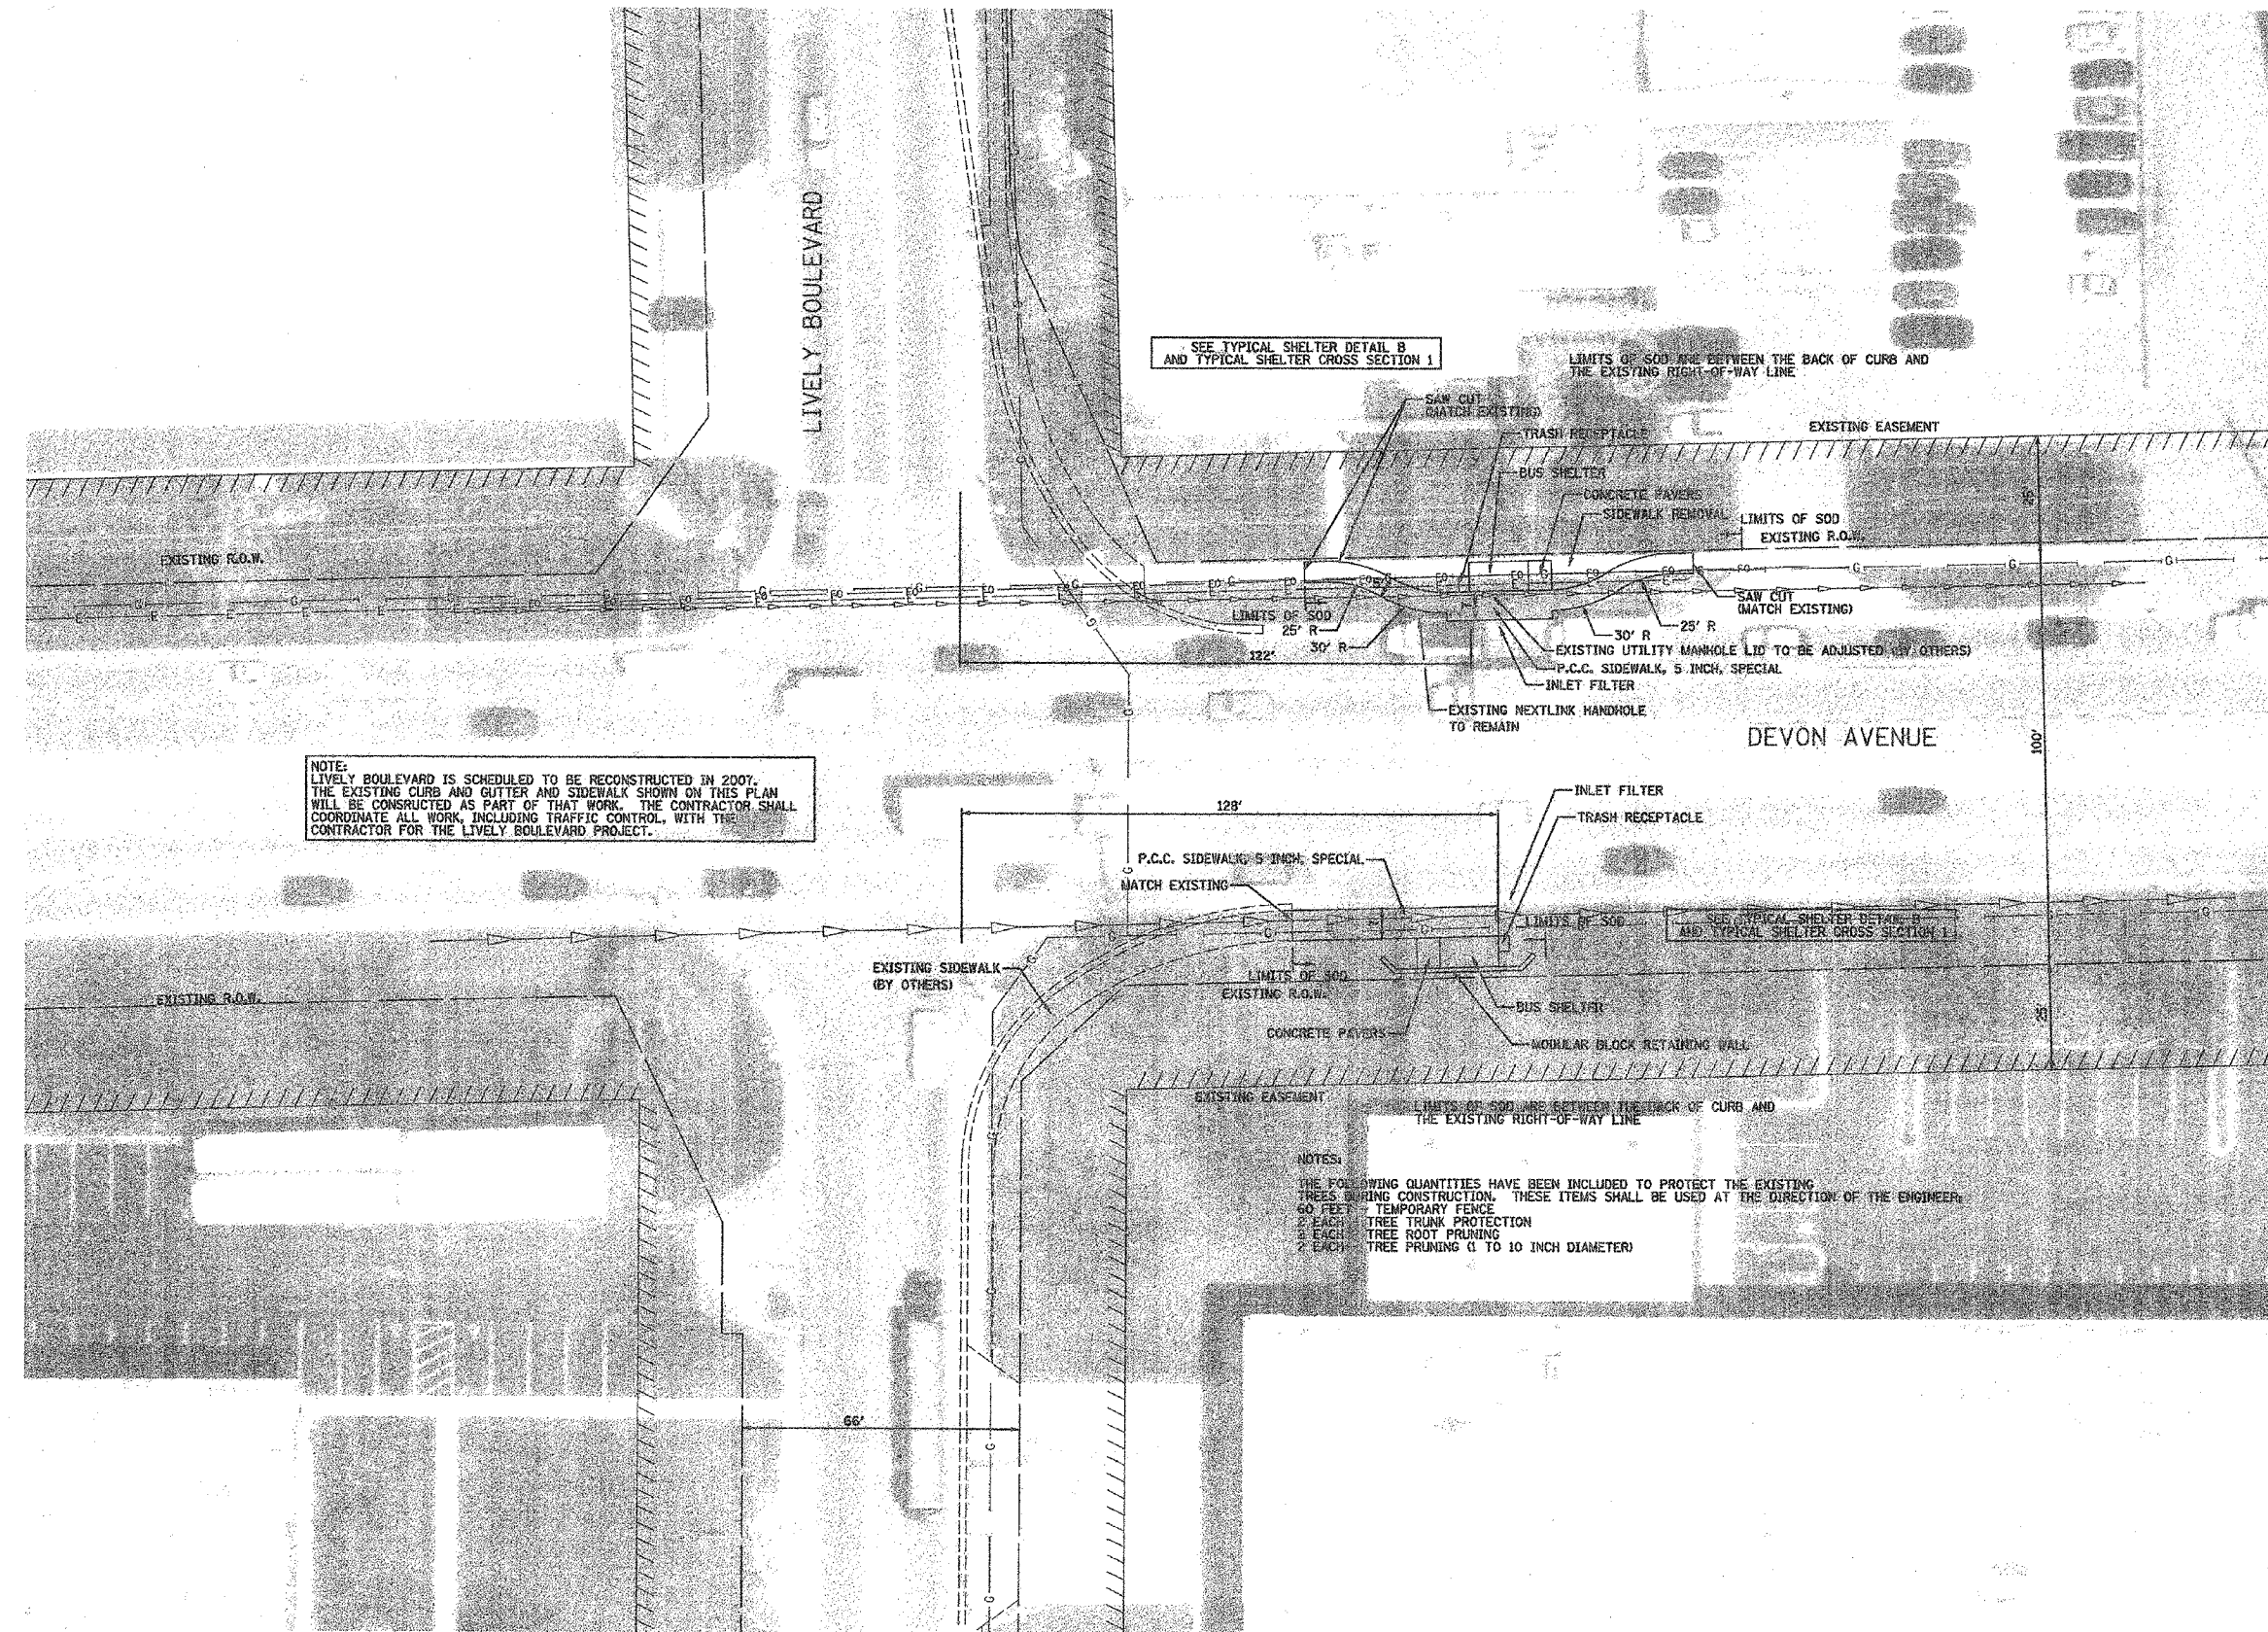 LIVELY BOULEVARD
SEE TYPICAL SHELTER DETAIL B
AND TYPICAL SHELTER CROSS SECTION 1
LIMITS OF SOD ARE BETWEEN THE BACK OF CURB AND
THE EXISTING RIGHT-OF-WAY LINE
SAW CUT
(MATCH EXISTING)
TRASH RECEPTACLE
EXISTING EASEMENT
BUS SHELTER
CONCRETE PAVERS
SIDEWALK REMOVAL
LIMITS OF SOD
EXISTING R.O.W.
EXISTING R.O.W.
SAW CUT
(MATCH EXISTING)
LIMITS OF SOD
25' R
30' R
122'
30' R
25' R
EXISTING UTILITY MANHOLE LID TO BE ADJUSTED (BY OTHERS)
P.C.C. SIDEWALK, 5 INCH, SPECIAL
INLET FILTER
EXISTING NEXTLINK HANDHOLE
TO REMAIN
DEVON AVENUE
100'
NOTE:
LIVELY BOULEVARD IS SCHEDULED TO BE RECONSTRUCTED IN 2007.
THE EXISTING CURB AND GUTTER AND SIDEWALK SHOWN ON THIS PLAN
WILL BE CONSRUCTED AS PART OF THAT WORK. THE CONTRACTOR SHALL
COORDINATE ALL WORK, INCLUDING TRAFFIC CONTROL, WITH THE
CONTRACTOR FOR THE LIVELY BOULEVARD PROJECT.
128'
INLET FILTER
TRASH RECEPTACLE
P.C.C. SIDEWALK, 5 INCH, SPECIAL
MATCH EXISTING
LIMITS OF SOD
SEE TYPICAL SHELTER DETAIL B
AND TYPICAL SHELTER CROSS SECTION 1
EXISTING SIDEWALK
(BY OTHERS)
LIMITS OF SOD
EXISTING R.O.W.
EXISTING R.O.W.
BUS SHELTER
CONCRETE PAVERS
MODULAR BLOCK RETAINING WALL
EXISTING EASEMENT
LIMITS OF SOD ARE BETWEEN THE BACK OF CURB AND
THE EXISTING RIGHT-OF-WAY LINE
NOTES:
THE FOLLOWING QUANTITIES HAVE BEEN INCLUDED TO PROTECT THE EXISTING
TREES DURING CONSTRUCTION. THESE ITEMS SHALL BE USED AT THE DIRECTION OF THE ENGINEER:
60 FEET - TEMPORARY FENCE
2 EACH - TREE TRUNK PROTECTION
EACH - TREE ROOT PRUNING
2 EACH - TREE PRUNING (1 TO 10 INCH DIAMETER)
66'